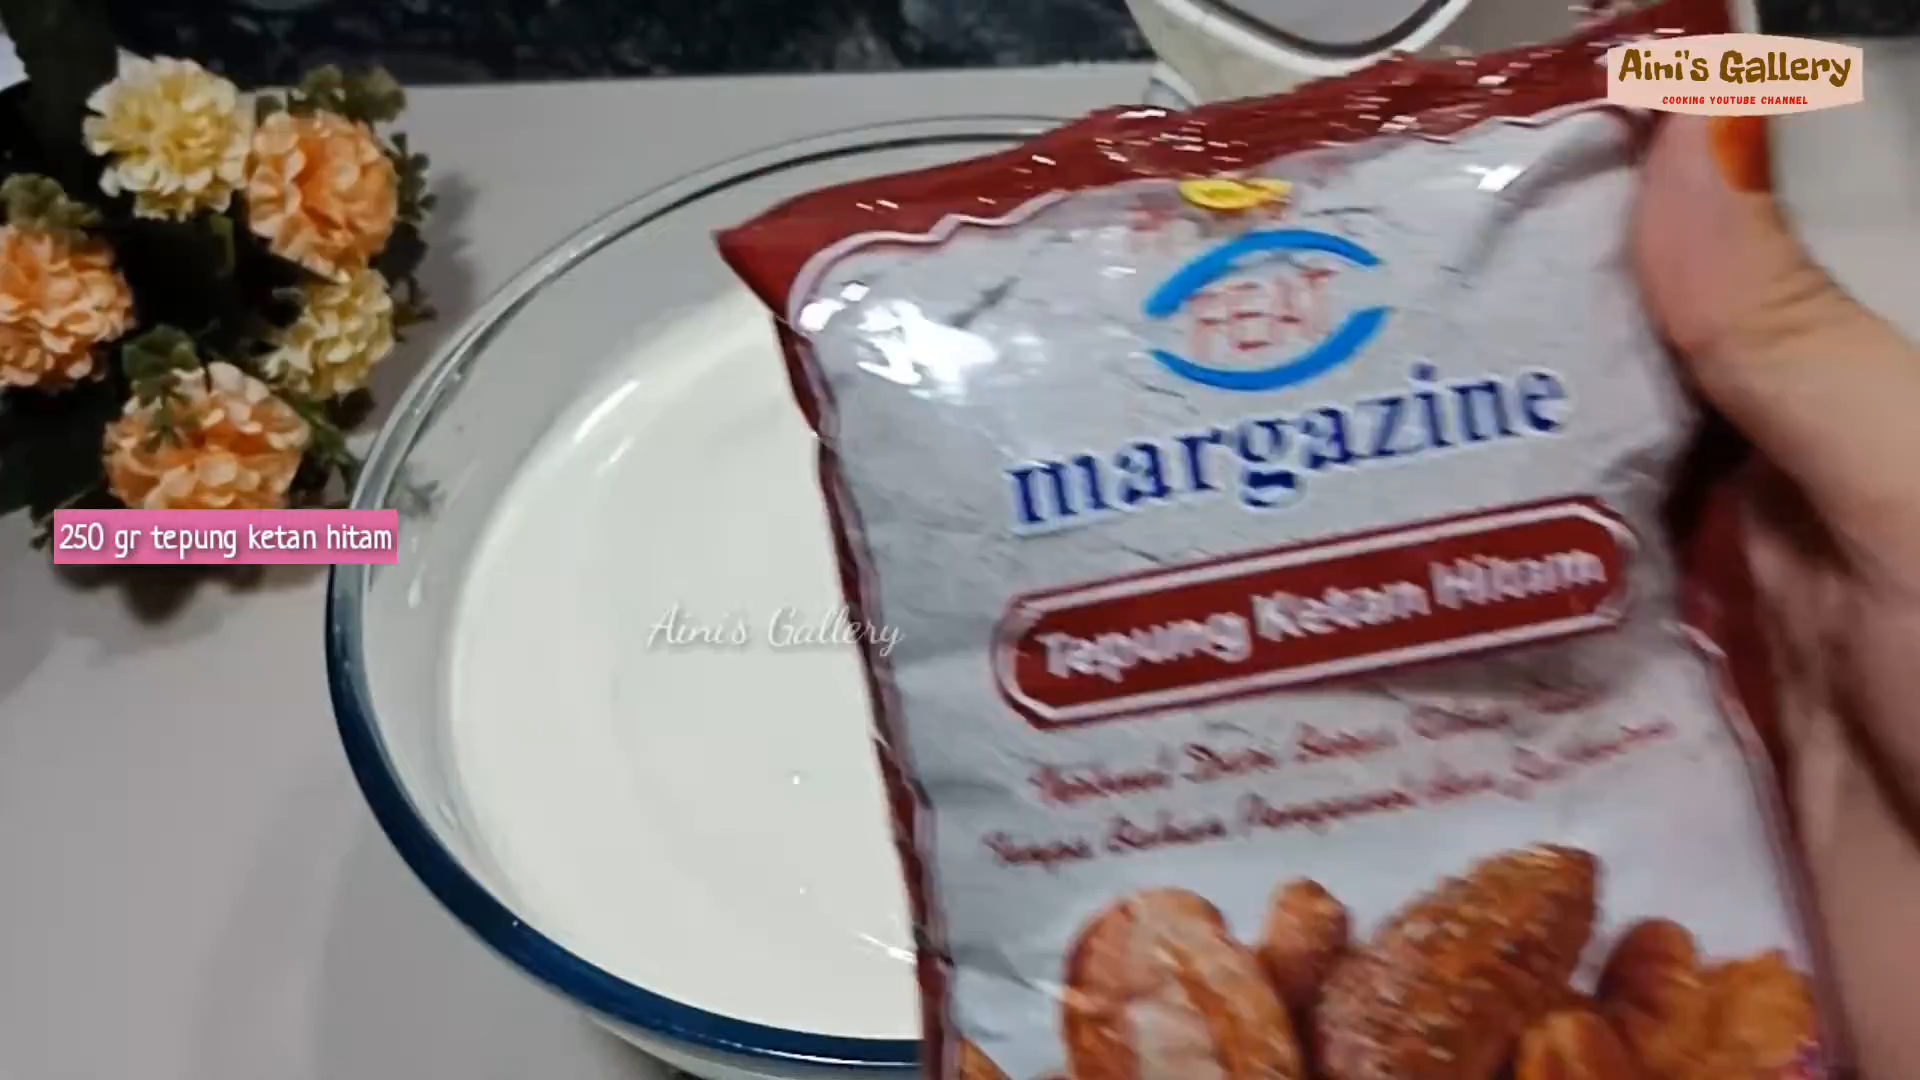 Aini's Gallery
COOKING YOUTUBE CHANNEL
margazine
Tepung Ketan Hitam
250 gr tepung ketan hitam
Aini's Gallery